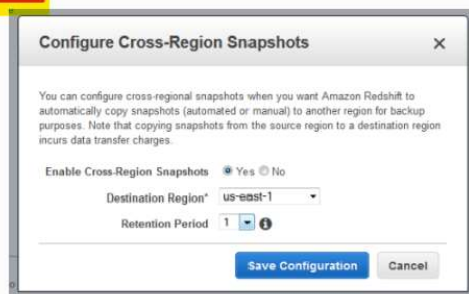 Configure Cross-Region Snapshots ×
You can configure cross-regional snapshots when you want Amazon Redshift to
automatically copy snapshots (automated or manual) to another region for backup
purposes. Note that copying snapshots from the source region to a destination region
incurs data transfer charges.
Enable Cross-Region Snapshots Yes No
Destination Region* us-east-1
Retention Period 1
Save Configuration Cancel